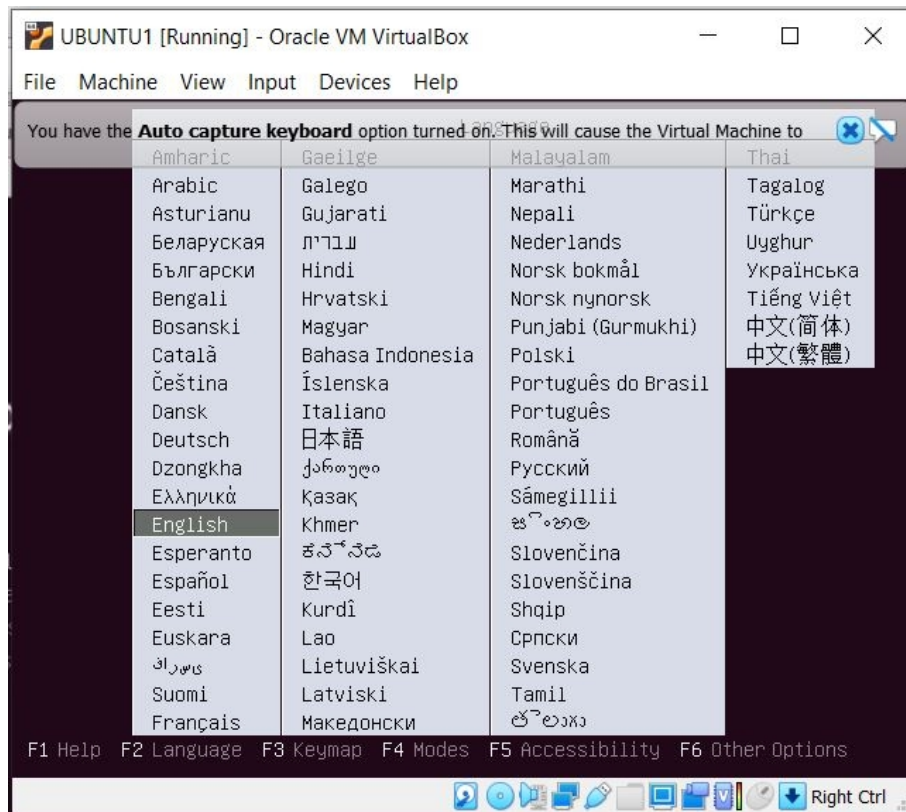 UBUNTU1 [Running] - Oracle VM VirtualBox
File Machine View Input Devices Help
Language
You have the Auto capture keyboard option turned on. This will cause the Virtual Machine to
Amharic Gaeilge Malayalam Thai
Arabic Galego Marathi Tagalog
Asturianu Gujarati Nepali Türkçe
Беларуская עברית Nederlands Uyghur
Български Hindi Norsk bokmål Українська
Bengali Hrvatski Norsk nynorsk Tiếng Việt
Bosanski Magyar Punjabi (Gurmukhi) 中文(简体)
Català Bahasa Indonesia Polski 中文(繁體)
Čeština Íslenska Português do Brasil
Dansk Italiano Português
Deutsch 日本語 Română
Dzongkha ქართული Русский
Ελληνικά Қазақ Sámegillii
English Khmer සිංහල
Esperanto ಕನ್ನಡ Slovenčina
Español 한국어 Slovenščina
Eesti Kurdî Shqip
Euskara Lao Српски
ﻰﺳﺭﺎﻓ Lietuviškai Svenska
Suomi Latviski Tamil
Français Македонски తెలుగు
F1 Help F2 Language F3 Keymap F4 Modes F5 Accessibility F6 Other Options
Right Ctrl